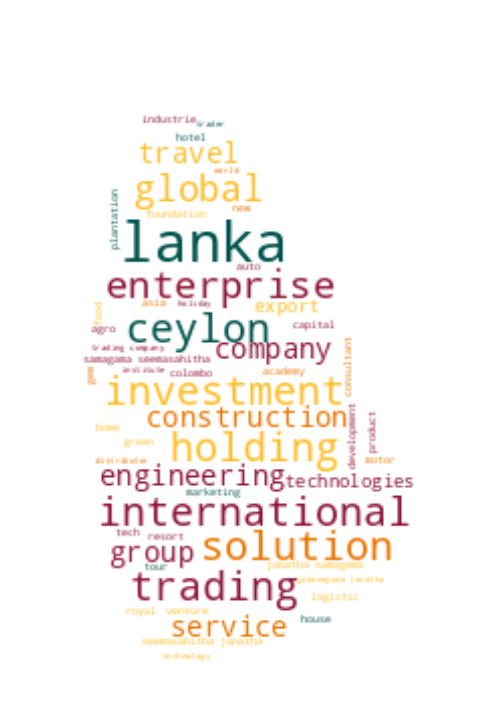 industrie
trader
hotel
travel
world
global
plantation
new
foundation
lanka
auto
enterprise
asia
holiday
export
food
ceylon
agro
capital
company
trading company
samagama seemasahitha
institute
colombo
academy
gem
consultant
investment
construction
development
product
home
green
holding
distributor
motor
engineering
technologies
marketing
international
tech
resort
group
solution
tour
janatha samagama
trading
logistic
royal
venture
house
service
seemasahitha janatha
technology